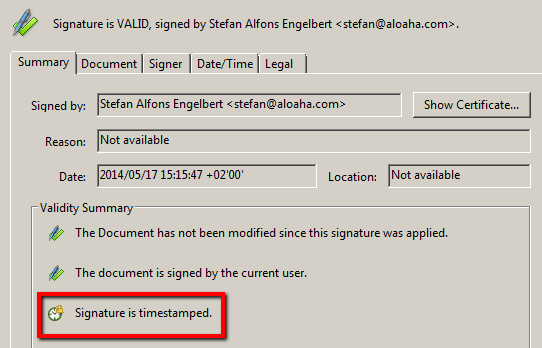 Signature is VALID, signed by Stefan Alfons Engelbert <stefan@aloaha.com>.
Summary Document Signer Date/Time Legal
Signed by: Stefan Alfons Engelbert <stefan@aloaha.com> Show Certificate...
Reason: Not available
Date: 2014/05/17 15:15:47 +02'00' Location: Not available
Validity Summary
The Document has not been modified since this signature was applied.
The document is signed by the current user.
Signature is timestamped.